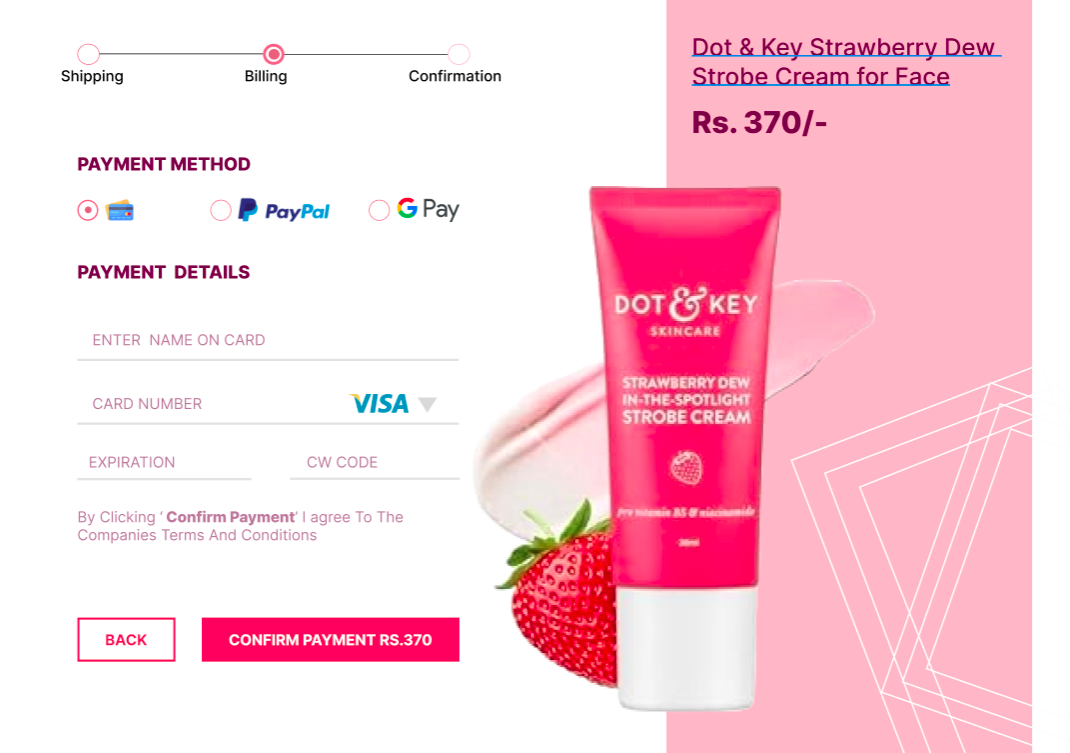 Shipping
Billing
Confirmation
PAYMENT METHOD
PayPal
G Pay
PAYMENT  DETAILS
ENTER  NAME ON CARD
CARD NUMBER
VISA
EXPIRATION
CW CODE
By Clicking ‘ Confirm Payment’ I agree To The
Companies Terms And Conditions
BACK
CONFIRM PAYMENT RS.370
Dot & Key Strawberry Dew
Strobe Cream for Face
Rs. 370/-
DOT & KEY
SKINCARE
STRAWBERRY DEW
IN-THE-SPOTLIGHT
STROBE CREAM
pro vitamin B5 & niacinamide